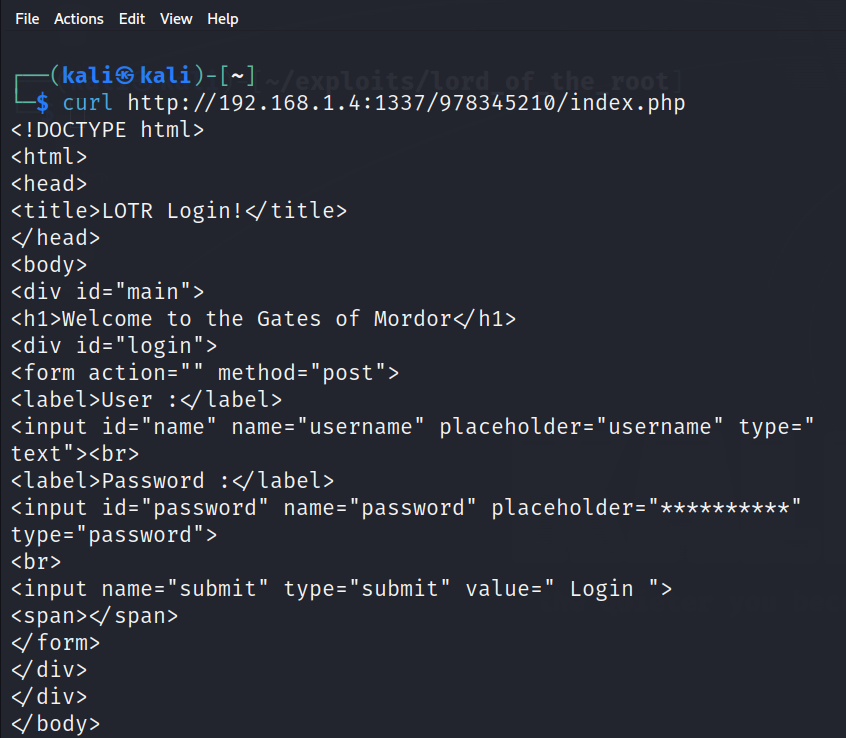 File Actions Edit View Help
┌──(kali㉿kali)-[~]
└─$ curl http://192.168.1.4:1337/978345210/index.php
<!DOCTYPE html>
<html>
<head>
<title>LOTR Login!</title>
</head>
<body>
<div id="main">
<h1>Welcome to the Gates of Mordor</h1>
<div id="login">
<form action="" method="post">
<label>User :</label>
<input id="name" name="username" placeholder="username" type="
text"><br>
<label>Password :</label>
<input id="password" name="password" placeholder="**********"
type="password">
<br>
<input name="submit" type="submit" value=" Login ">
<span></span>
</form>
</div>
</div>
</body>